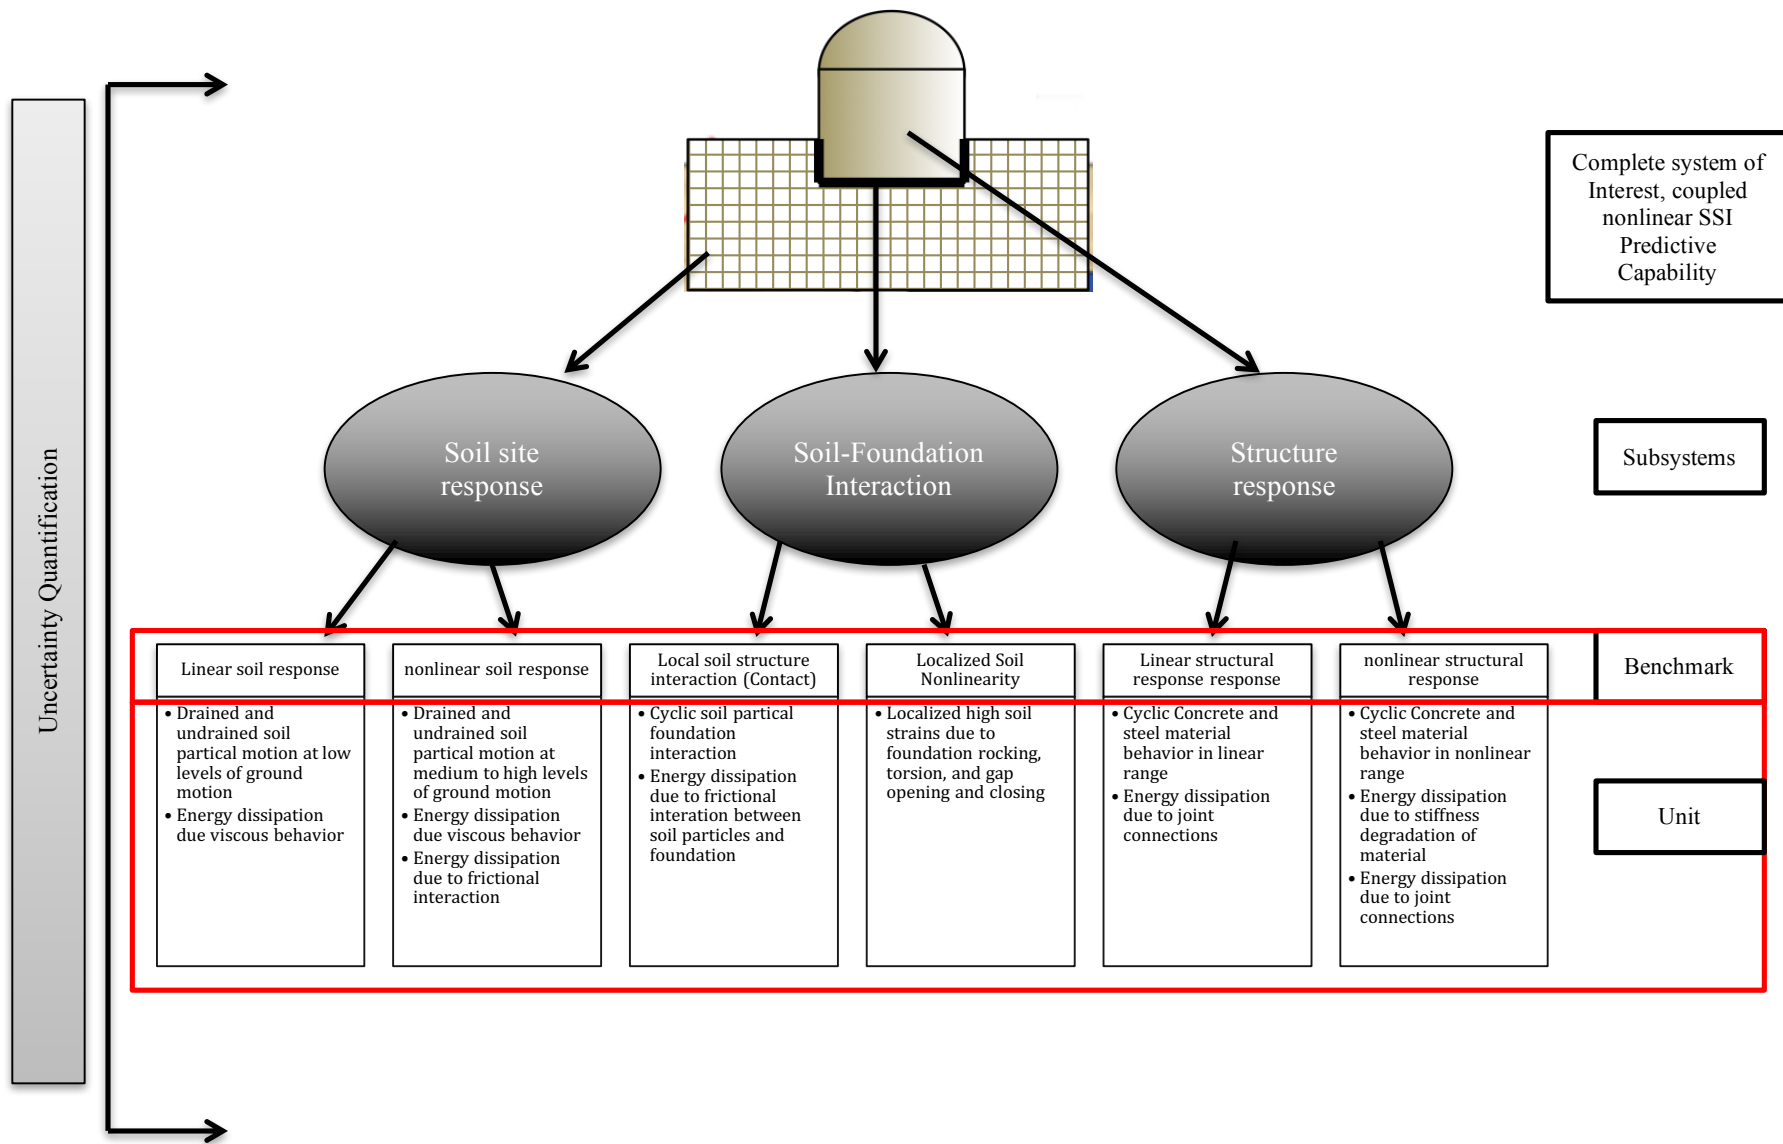 Uncertainty Quantification
Complete system of
Interest, coupled
nonlinear SSI
Predictive
Capability
Soil site
response
Soil-Foundation
Interaction
Structure
response
Subsystems
Linear soil response
nonlinear soil response
Local soil structure
interaction (Contact)
Localized Soil
Nonlinearity
Linear structural
response response
nonlinear structural
response
Benchmark
• Drained and
undrained soil
partical motion at low
levels of ground
motion
• Energy dissipation
due viscous behavior
• Drained and
undrained soil
partical motion at
medium to high levels
of ground motion
• Energy dissipation
due viscous behavior
• Energy dissipation
due to frictional
interaction
• Cyclic soil partical
foundation
interaction
• Energy dissipation
due to frictional
interation between
soil particles and
foundation
• Localized high soil
strains due to
foundation rocking,
torsion, and gap
opening and closing
• Cyclic Concrete and
steel material
behavior in linear
range
• Energy dissipation
due to joint
connections
• Cyclic Concrete and
steel material
behavior in nonlinear
range
• Energy dissipation
due to stiffness
degradation of
material
• Energy dissipation
due to joint
connections
Unit